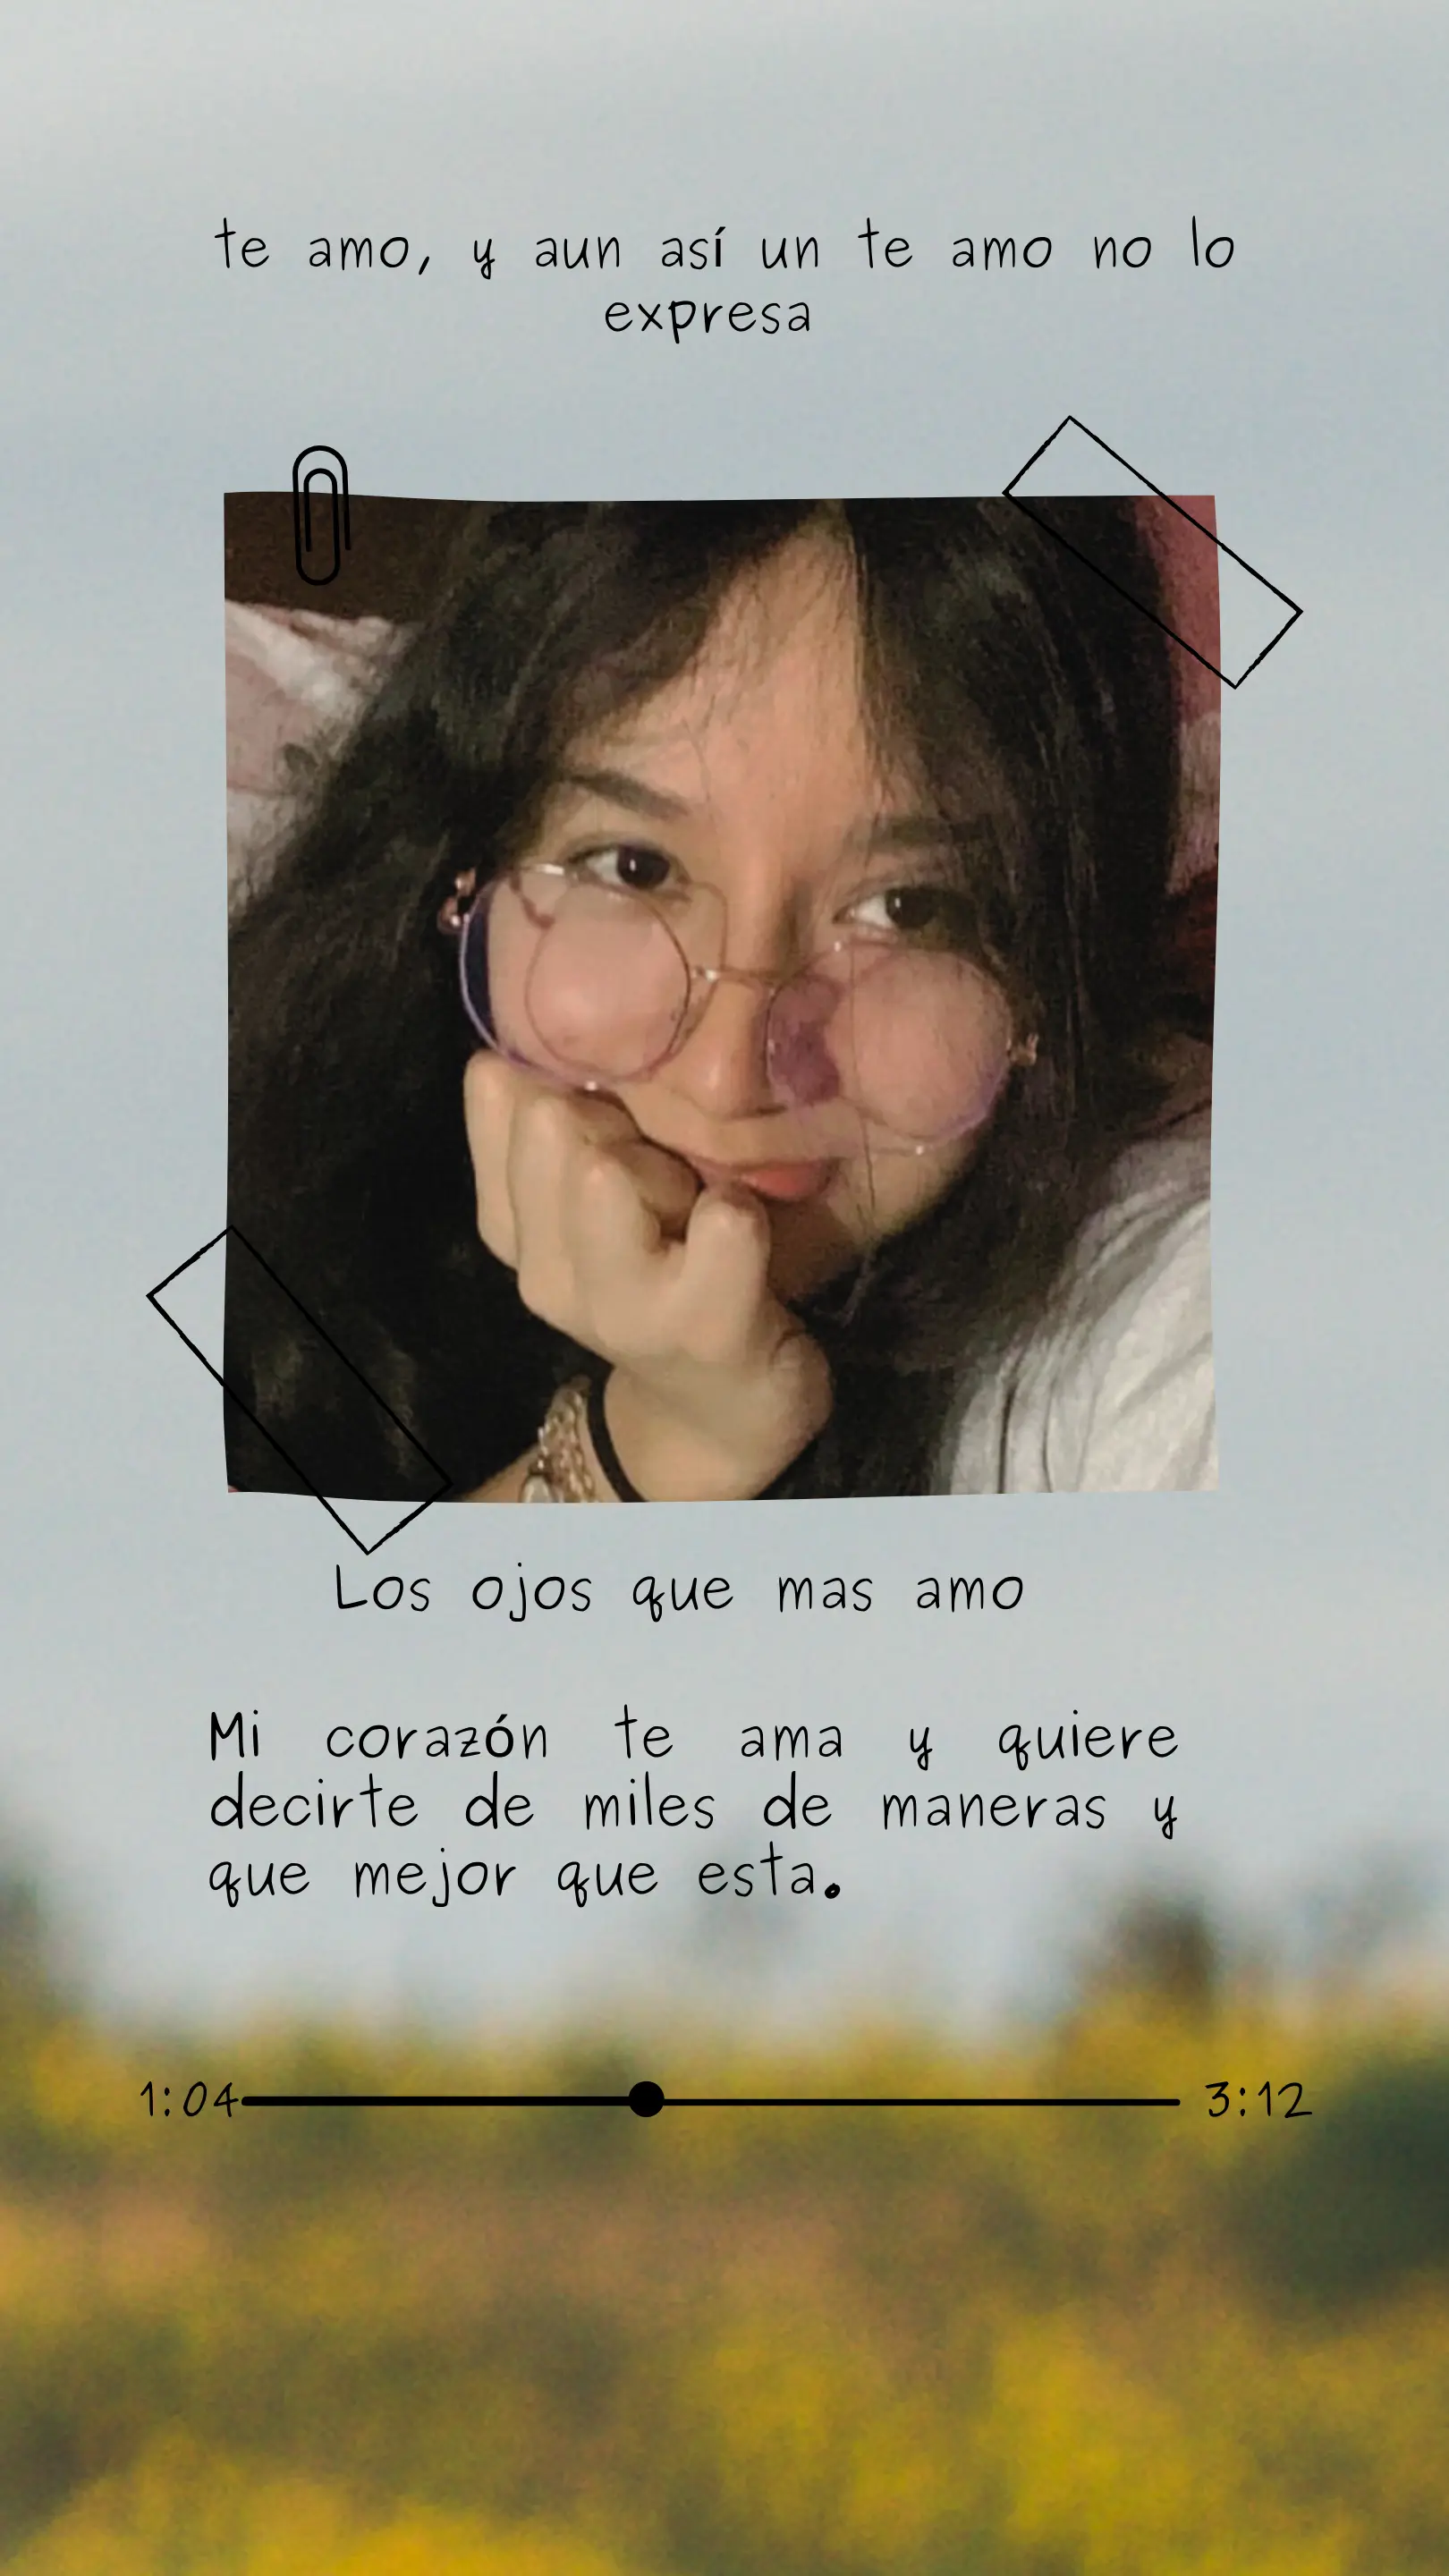 te amo, y aun así un te amo no lo
expresa
Los ojos que mas amo
Mi corazón te ama y quiere
decirte de miles de maneras y
que mejor que esta.
1:04 3:12